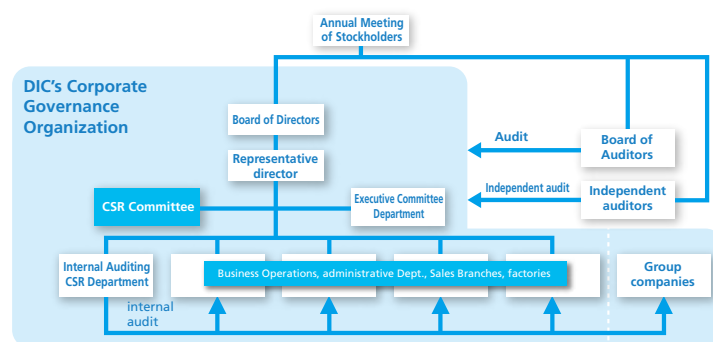 Annual Meeting
of Stockholders
DIC's Corporate
Governance
Organization
Board of Directors
Audit
Board of
Auditors
Representative
director
Independent audit
Independent
auditors
CSR Committee
Executive Committee
Department
Internal Auditing
CSR Department
Business Operations, administrative Dept., Sales Branches, factories
Group
companies
internal
audit